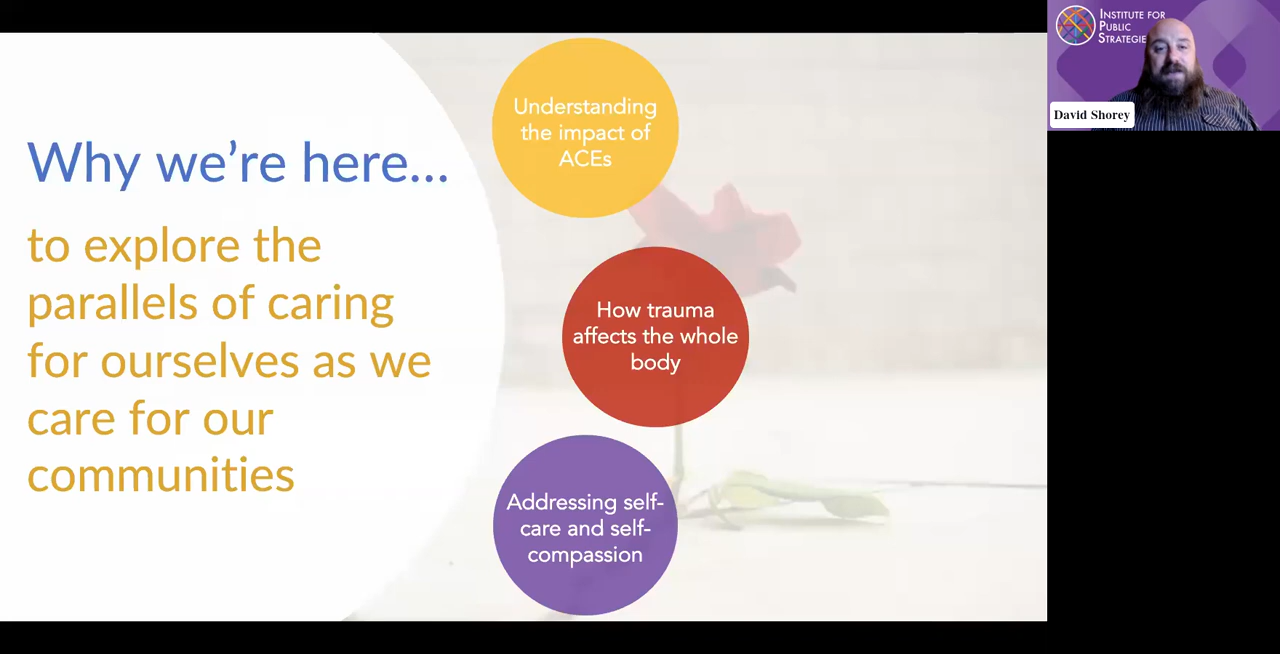 Why we're here...
to explore the
parallels of caring
for ourselves as we
care for our
communities
Understanding
the impact of
ACEs
How trauma
affects the whole
body
Addressing self-
care and self-
compassion
INSTITUTE FOR
PUBLIC
STRATEGIE
David Shorey